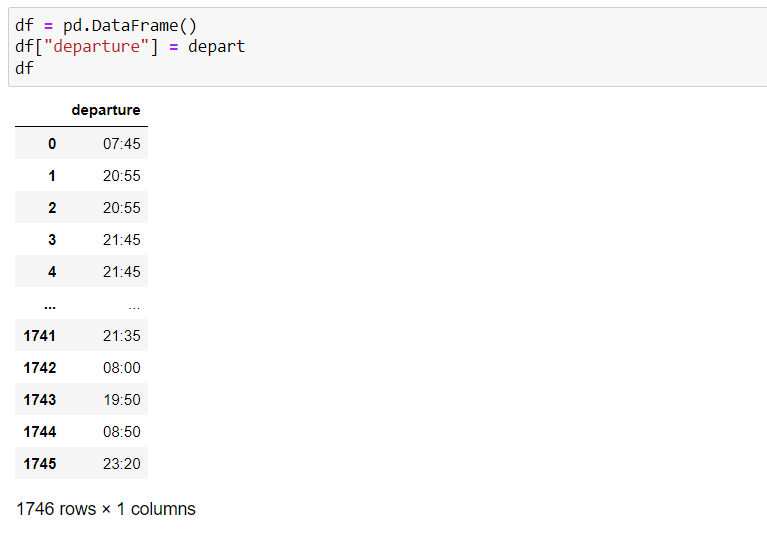 df = pd.DataFrame()
df["departure"] = depart
df
departure
0 07:45
1 20:55
2 20:55
3 21:45
4 21:45
... ...
1741 21:35
1742 08:00
1743 19:50
1744 08:50
1745 23:20
1746 rows × 1 columns